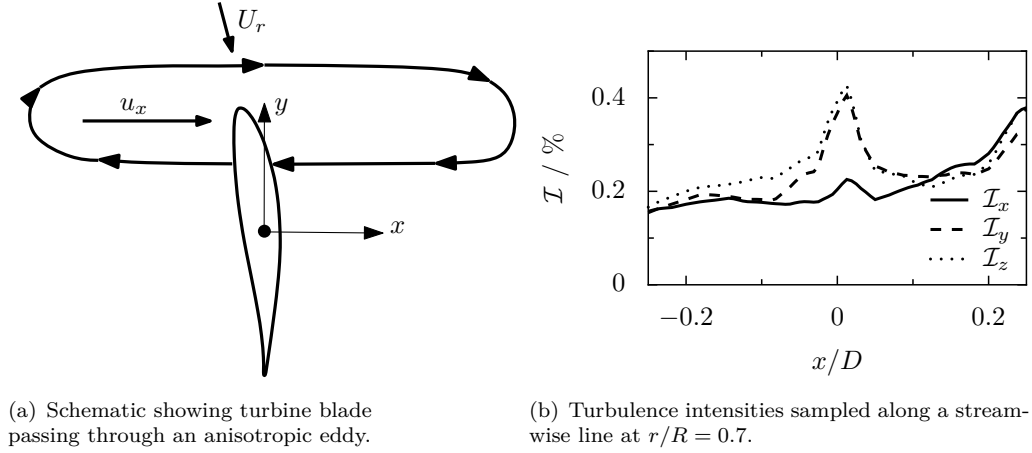 U_r
u_x
y
x
0.4
0.2
0
I / %
I_x
I_y
I_z
−0.2
0
0.2
x/D
(a) Schematic showing turbine blade
passing through an anisotropic eddy.
(b) Turbulence intensities sampled along a stream-
wise line at r/R = 0.7.